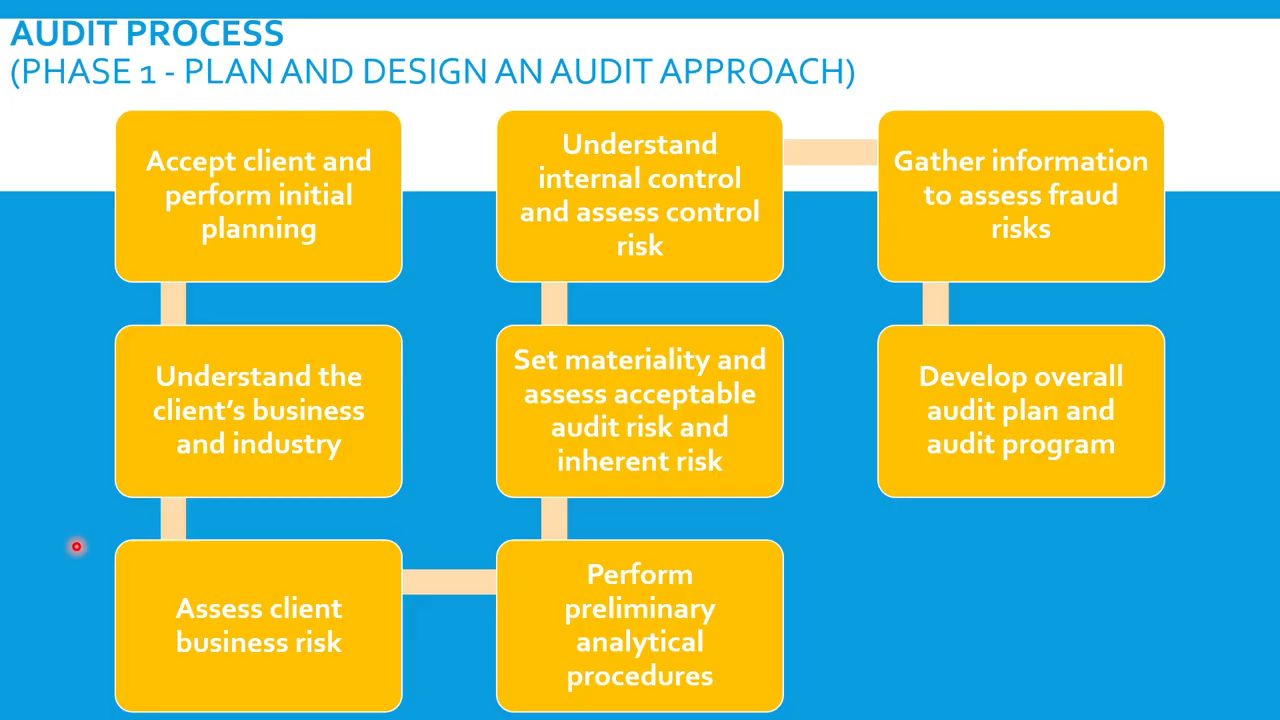 AUDIT PROCESS
(PHASE 1 - PLAN AND DESIGN AN AUDIT APPROACH)
Accept client and
perform initial
planning
Understand the
client’s business
and industry
Assess client
business risk
Perform
preliminary
analytical
procedures
Set materiality and
assess acceptable
audit risk and
inherent risk
Understand
internal control
and assess control
risk
Gather information
to assess fraud
risks
Develop overall
audit plan and
audit program